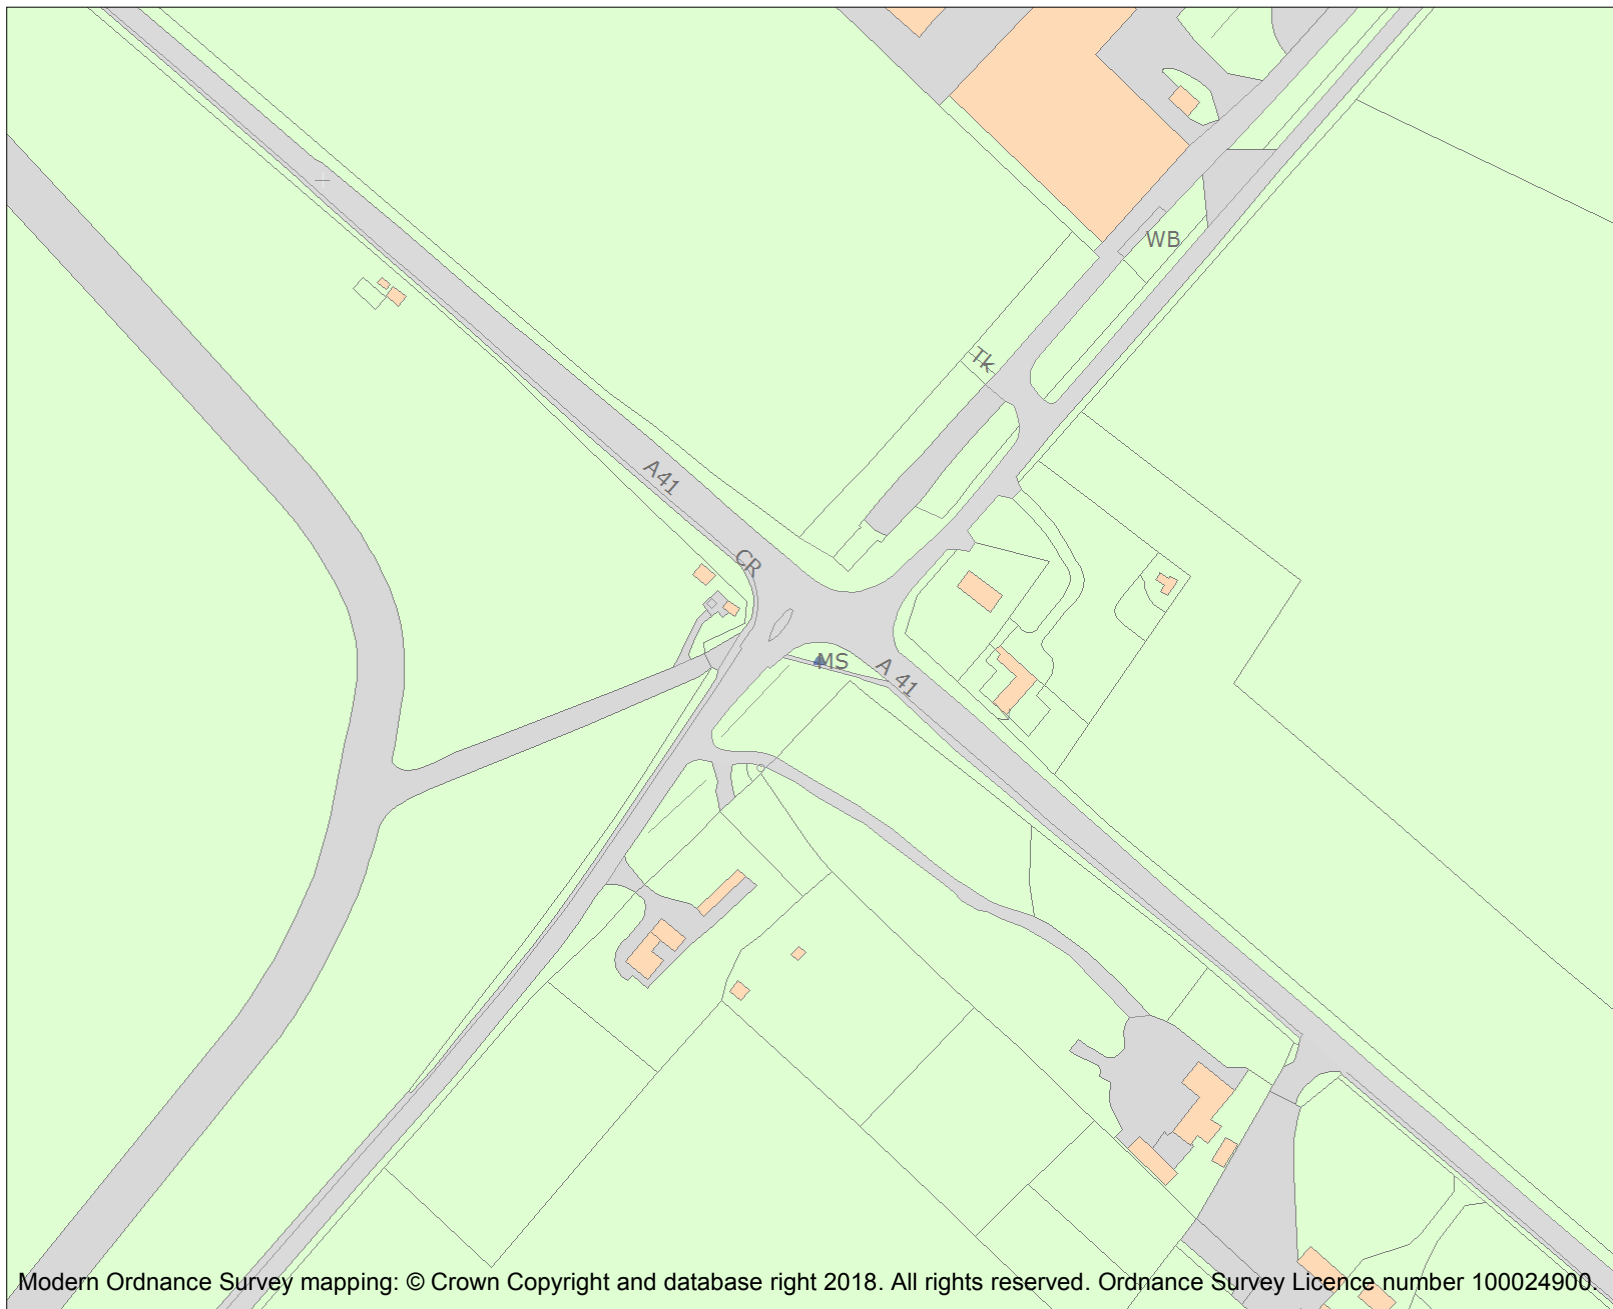 WB
Tk
A41
CR
MS
A 41
Modern Ordnance Survey mapping: © Crown Copyright and database right 2018. All rights reserved. Ordnance Survey Licence number 100024900.